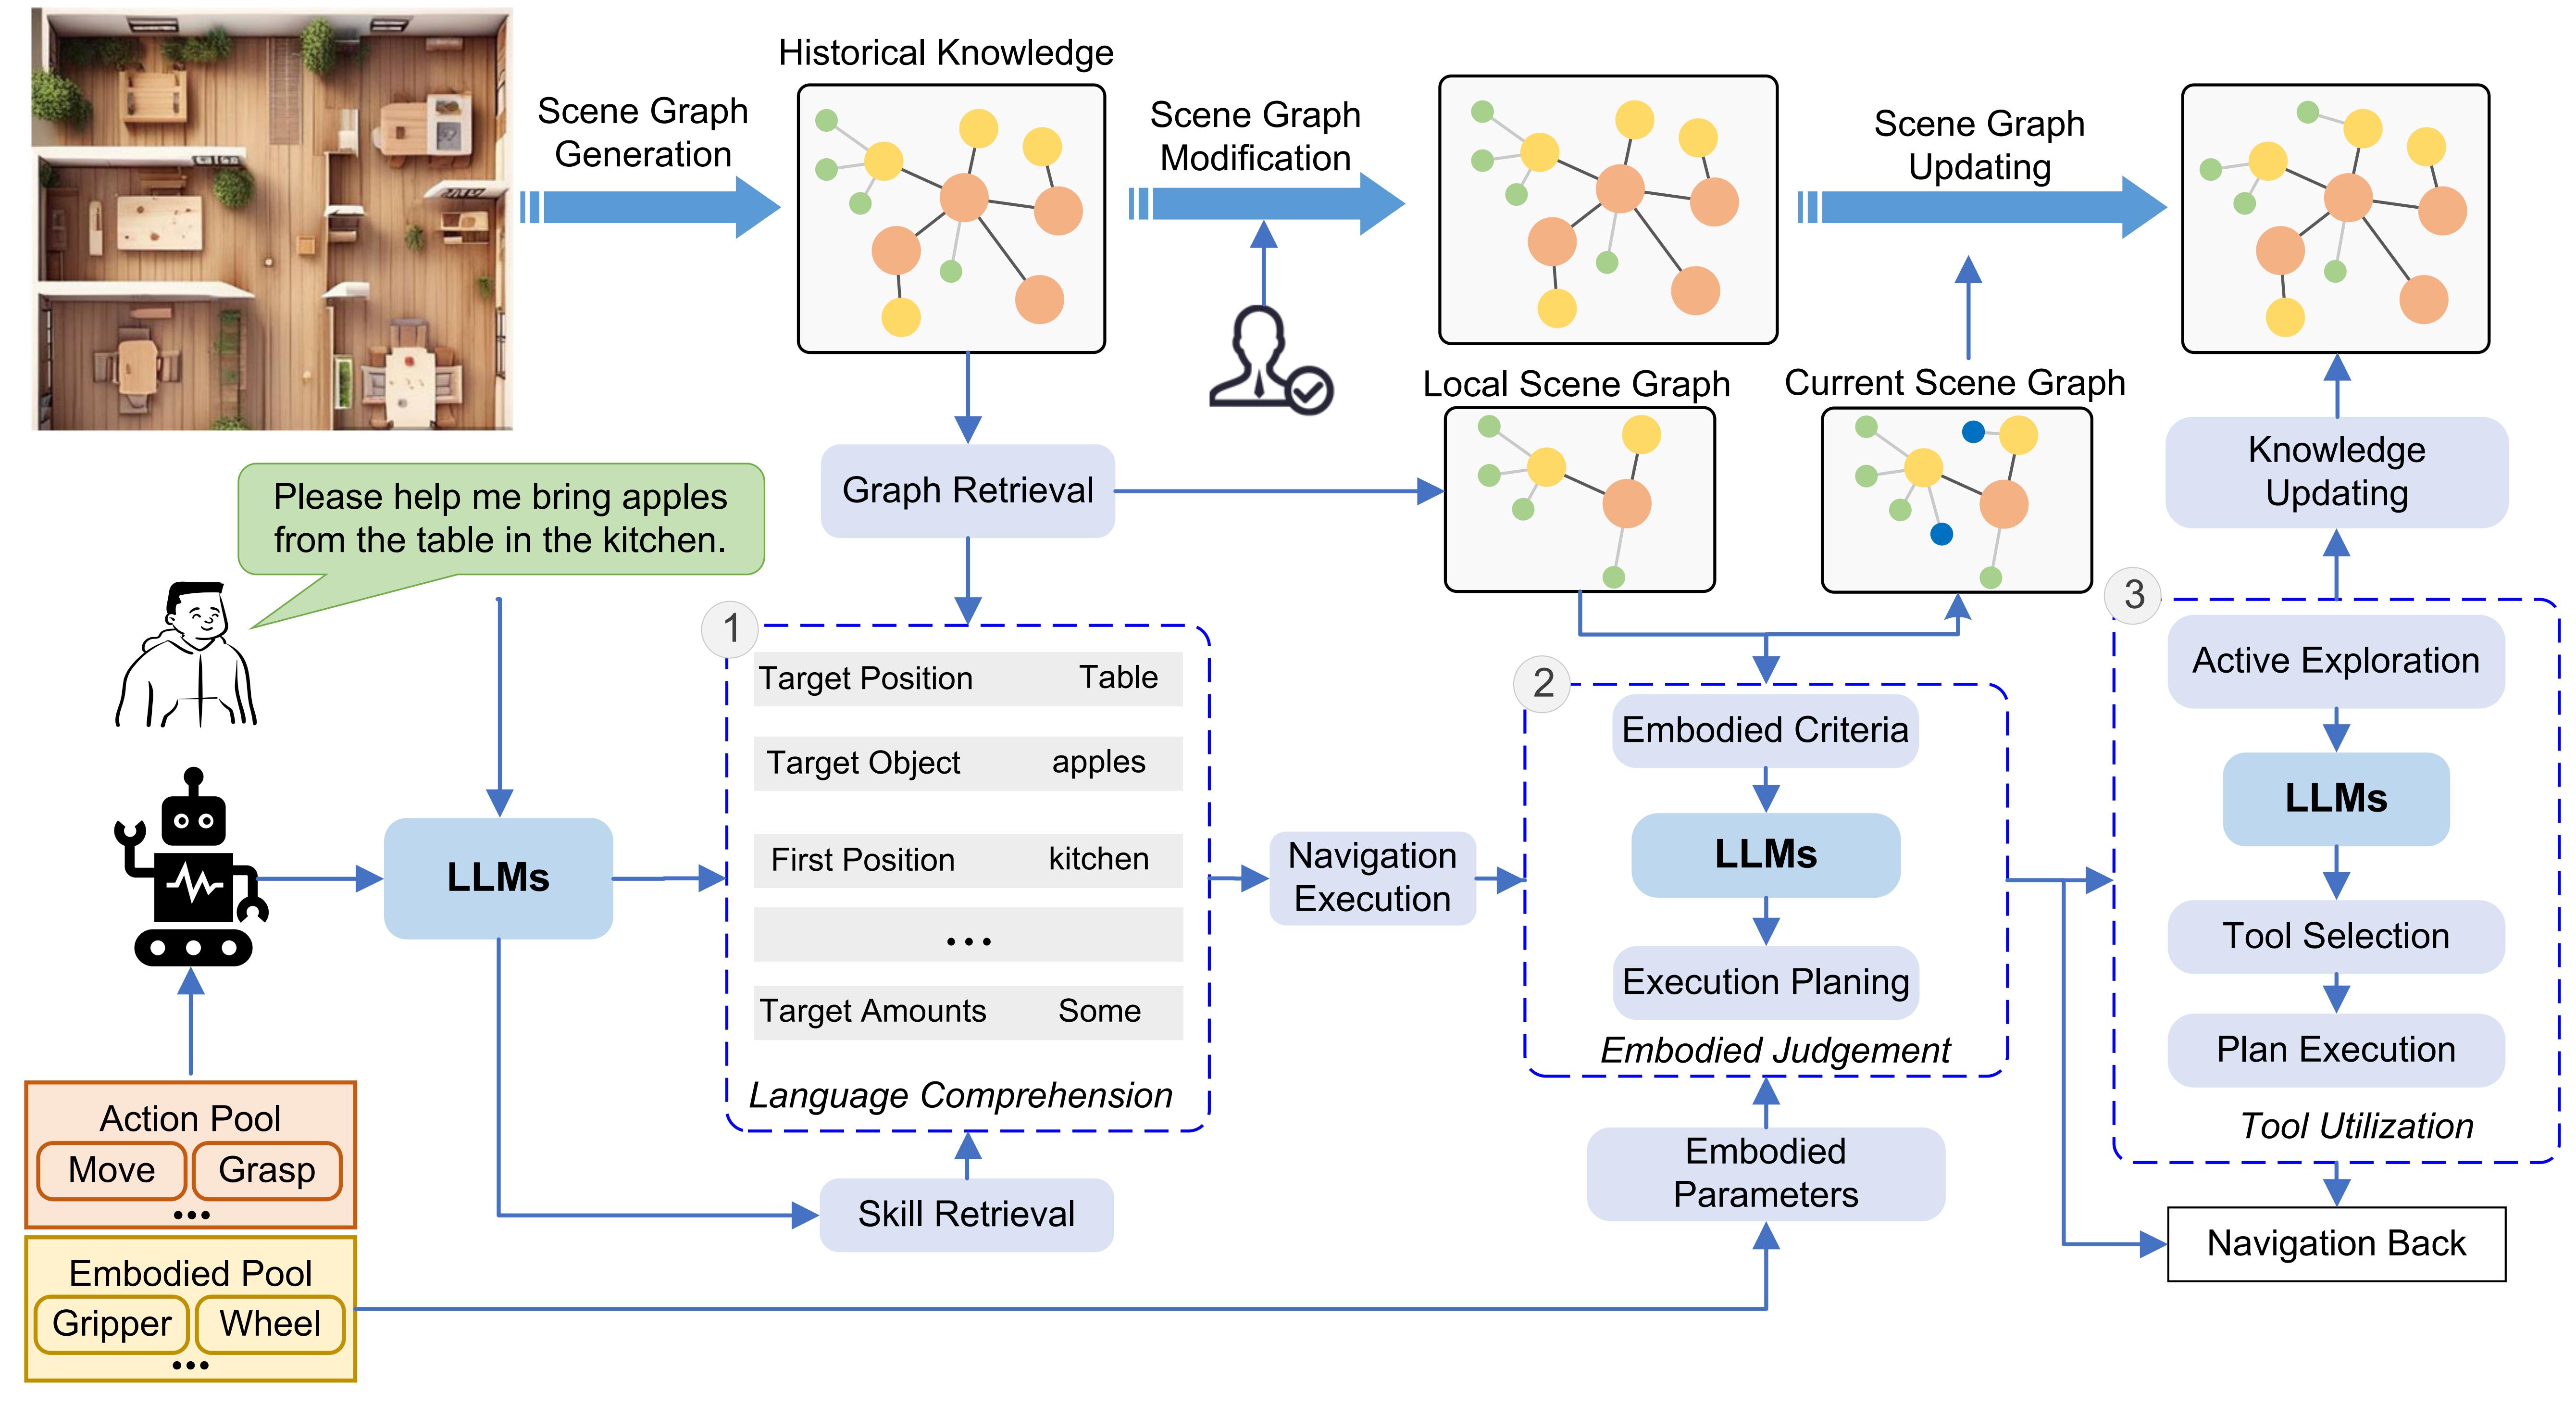 Historical Knowledge
Scene Graph
Generation
Scene Graph
Modification
Scene Graph
Updating
Local Scene Graph
Current Scene Graph
Please help me bring apples
from the table in the kitchen.
Graph Retrieval
Knowledge
Updating
1
Target Position Table
Target Object apples
First Position kitchen
...
Target Amounts Some
Language Comprehension
LLMs
Skill Retrieval
Navigation
Execution
2
Embodied Criteria
LLMs
Execution Planing
Embodied Judgement
Embodied
Parameters
3
Active Exploration
LLMs
Tool Selection
Plan Execution
Tool Utilization
Navigation Back
Action Pool
Move Grasp
...
Embodied Pool
Gripper Wheel
...